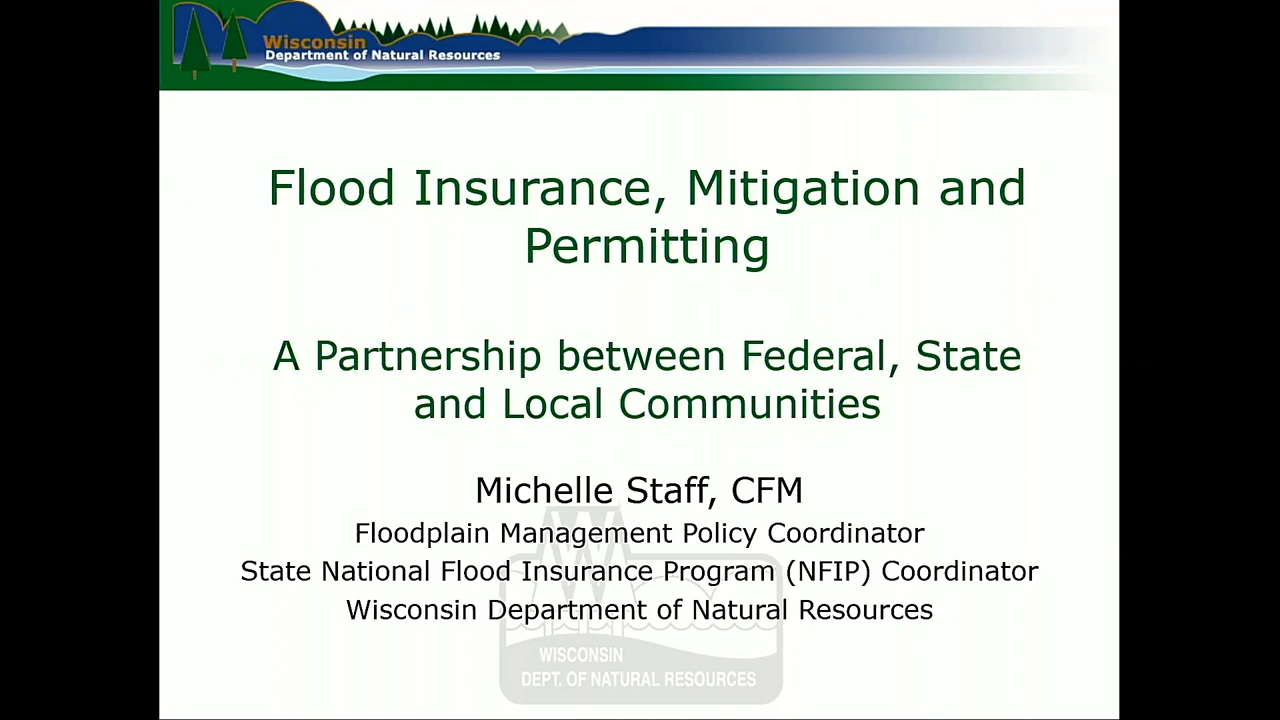 Wisconsin
Department of Natural Resources
Flood Insurance, Mitigation and
Permitting
A Partnership between Federal, State
and Local Communities
Michelle Staff, CFM
Floodplain Management Policy Coordinator
State National Flood Insurance Program (NFIP) Coordinator
Wisconsin Department of Natural Resources
WISCONSIN
DEPT. OF NATURAL RESOURCES